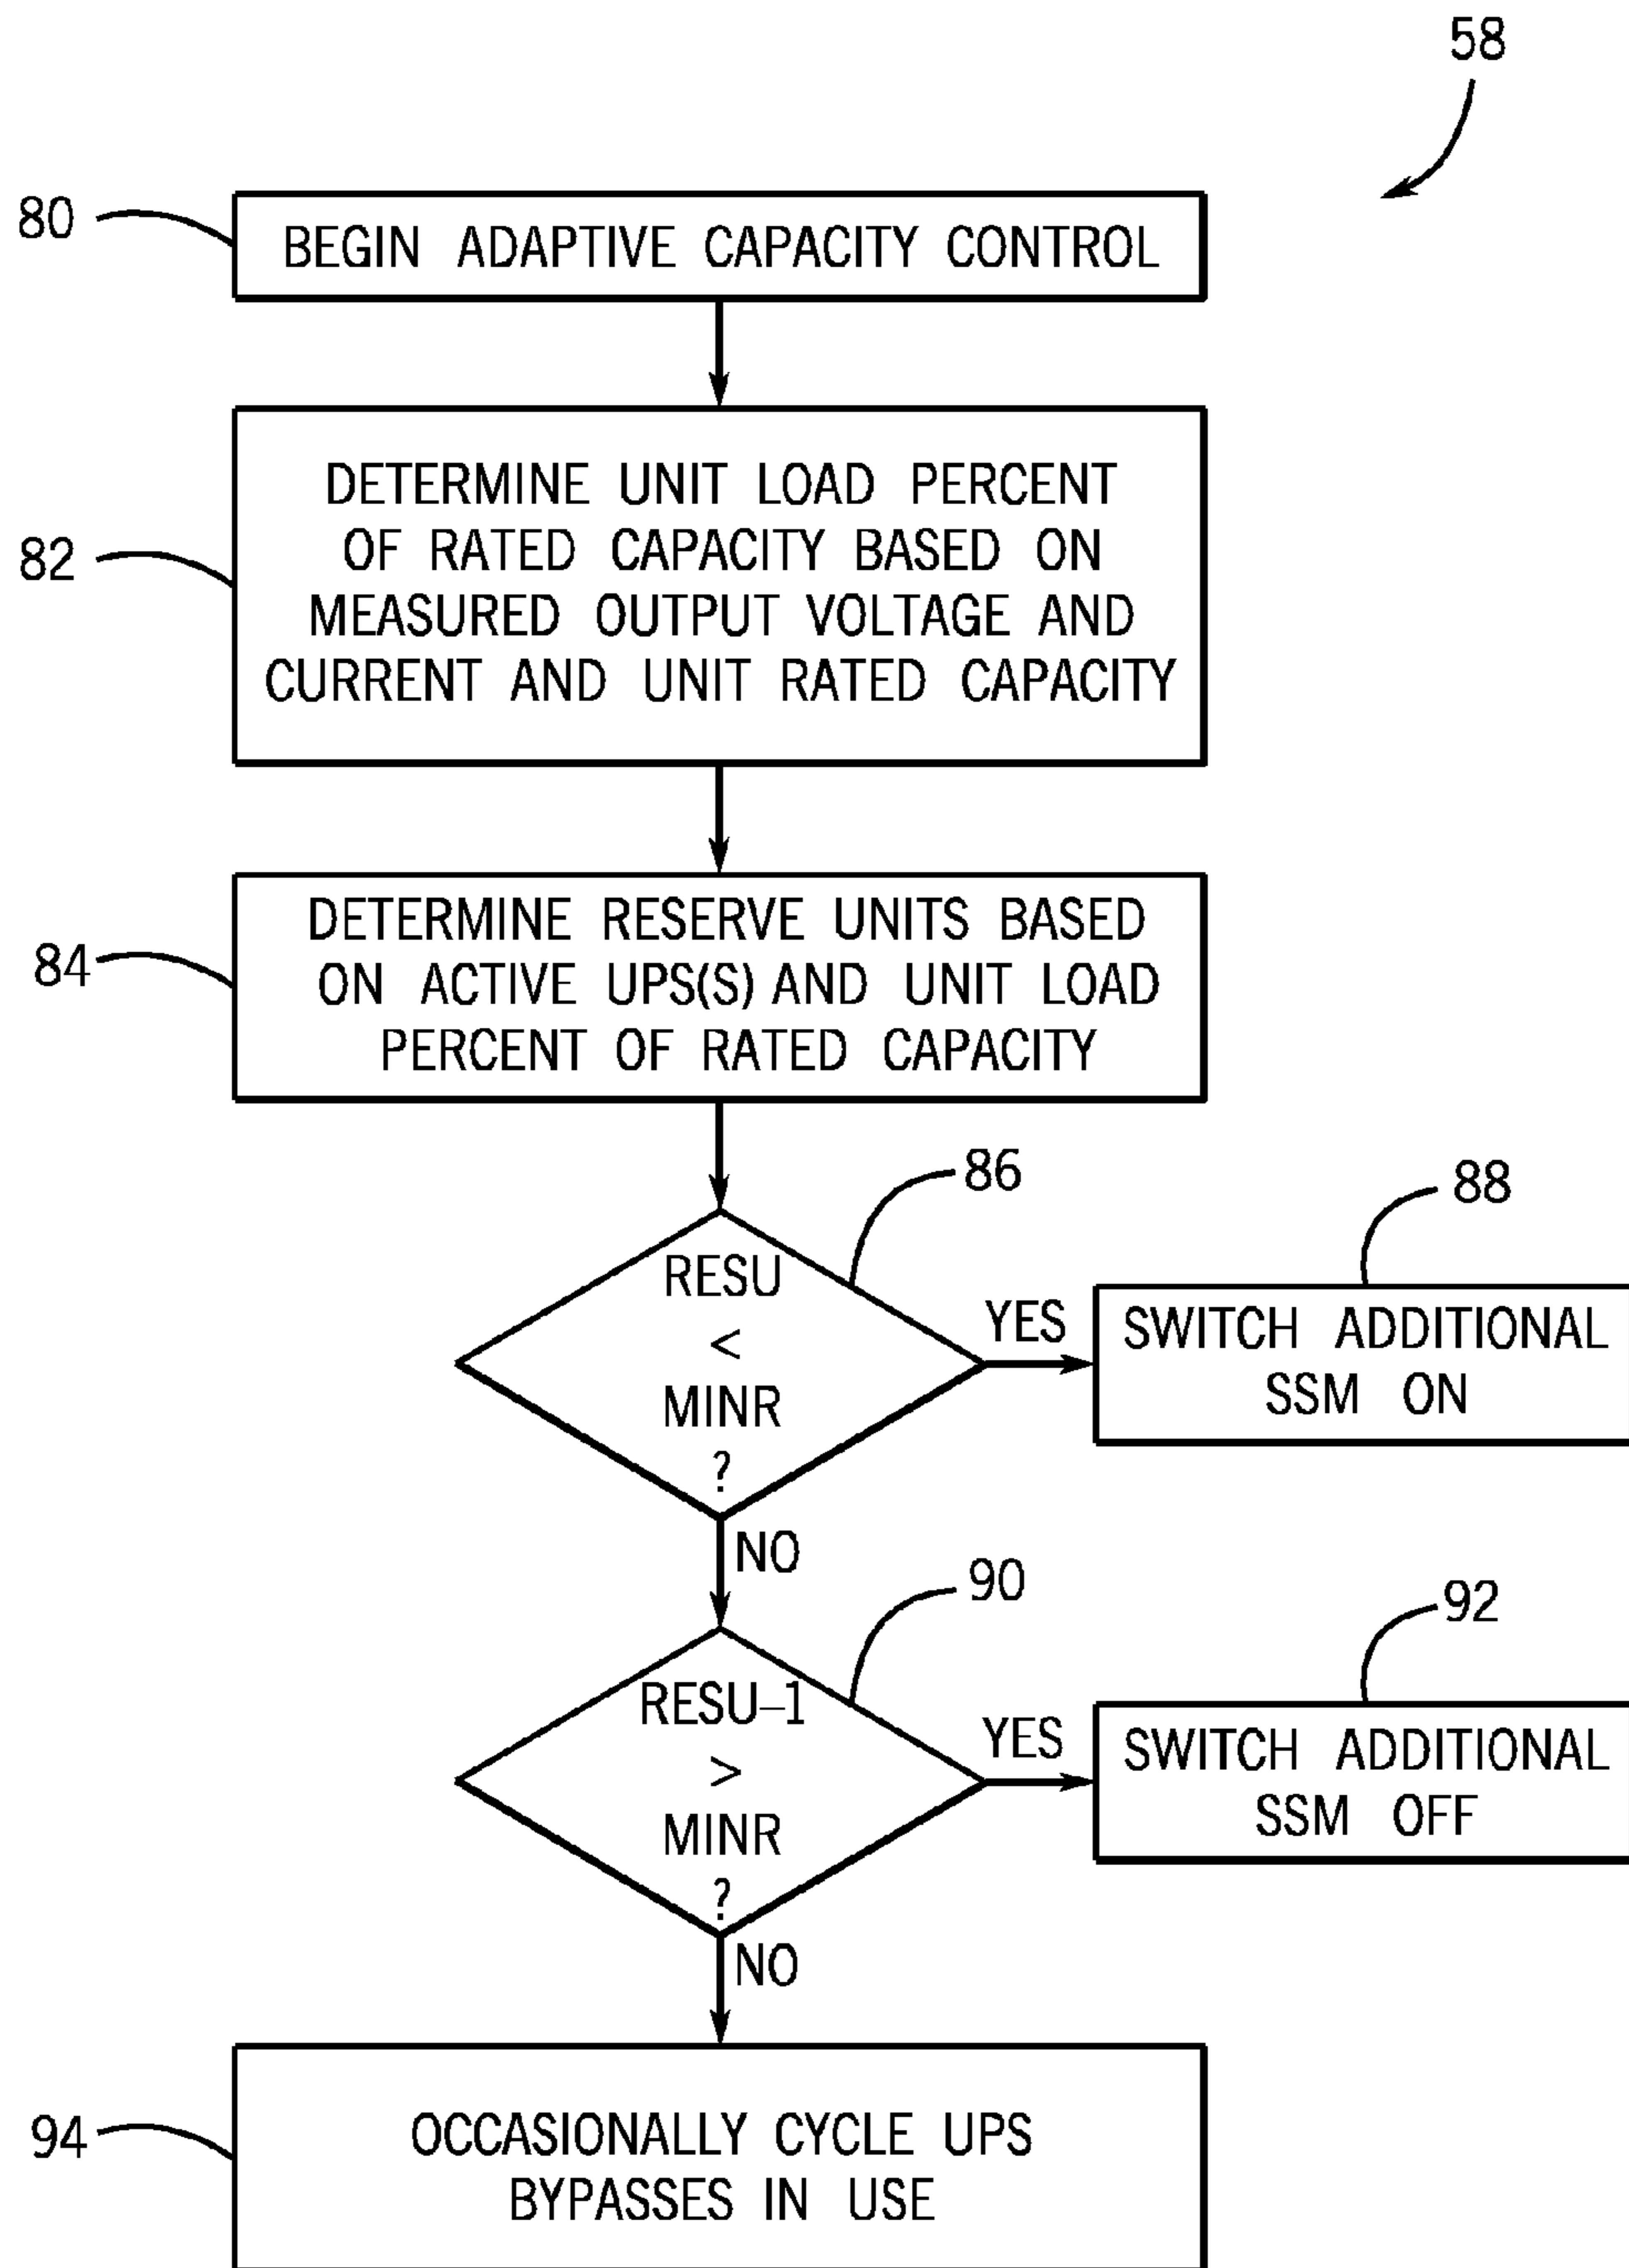 58
80
BEGIN ADAPTIVE CAPACITY CONTROL
82
DETERMINE UNIT LOAD PERCENT
OF RATED CAPACITY BASED ON
MEASURED OUTPUT VOLTAGE AND
CURRENT AND UNIT RATED CAPACITY
84
DETERMINE RESERVE UNITS BASED
ON ACTIVE UPS(S) AND UNIT LOAD
PERCENT OF RATED CAPACITY
86
RESU
<
MINR
?
YES
88
SWITCH ADDITIONAL
SSM ON
NO
90
RESU–1
>
MINR
?
YES
92
SWITCH ADDITIONAL
SSM OFF
NO
94
OCCASIONALLY CYCLE UPS
BYPASSES IN USE